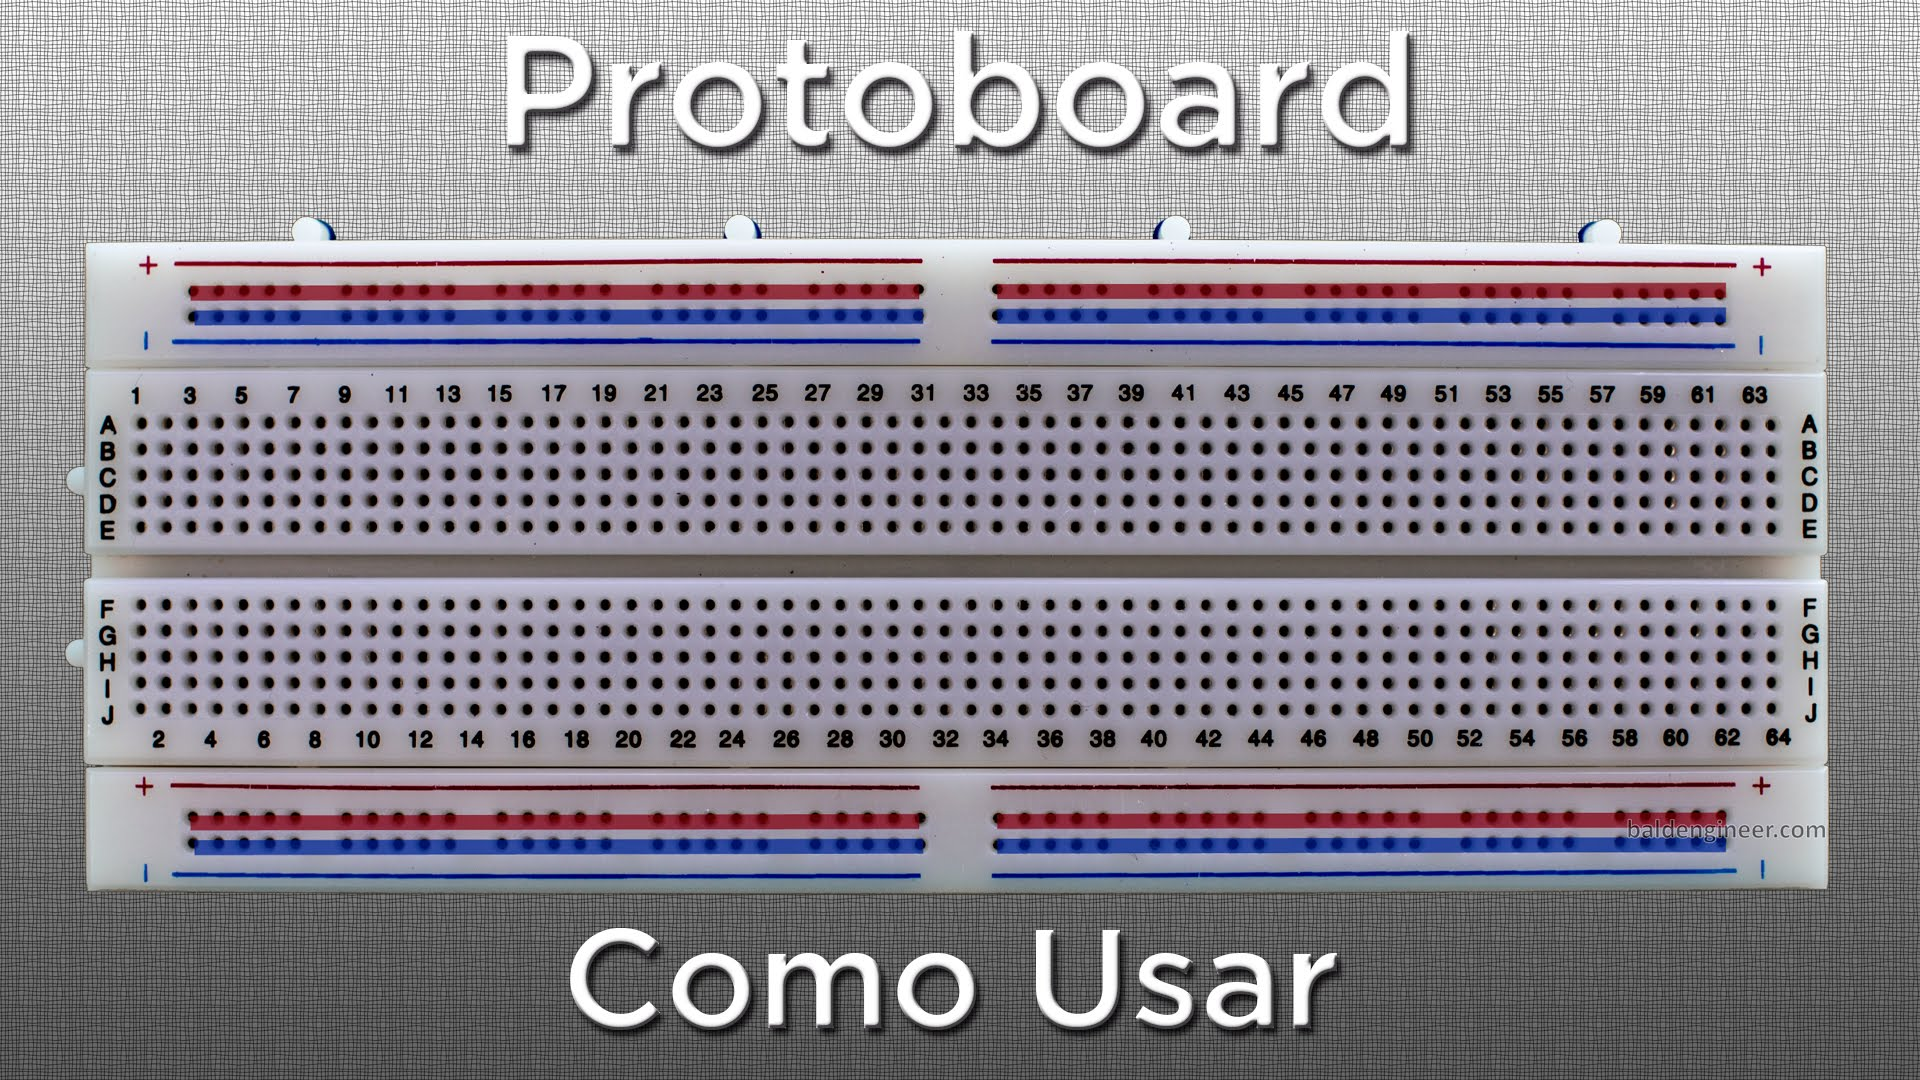 Protoboard
+ +
- -
1 3 5 7 9 11 13 15 17 19 21 23 25 27 29 31 33 35 37 39 41 43 45 47 49 51 53 55 57 59 61 63
A A
B B
C C
D D
E E
F F
G G
H H
I I
J J
2 4 6 8 10 12 14 16 18 20 22 24 26 28 30 32 34 36 38 40 42 44 46 48 50 52 54 56 58 60 62 64
+ +
baldengineer.com
- -
Como Usar